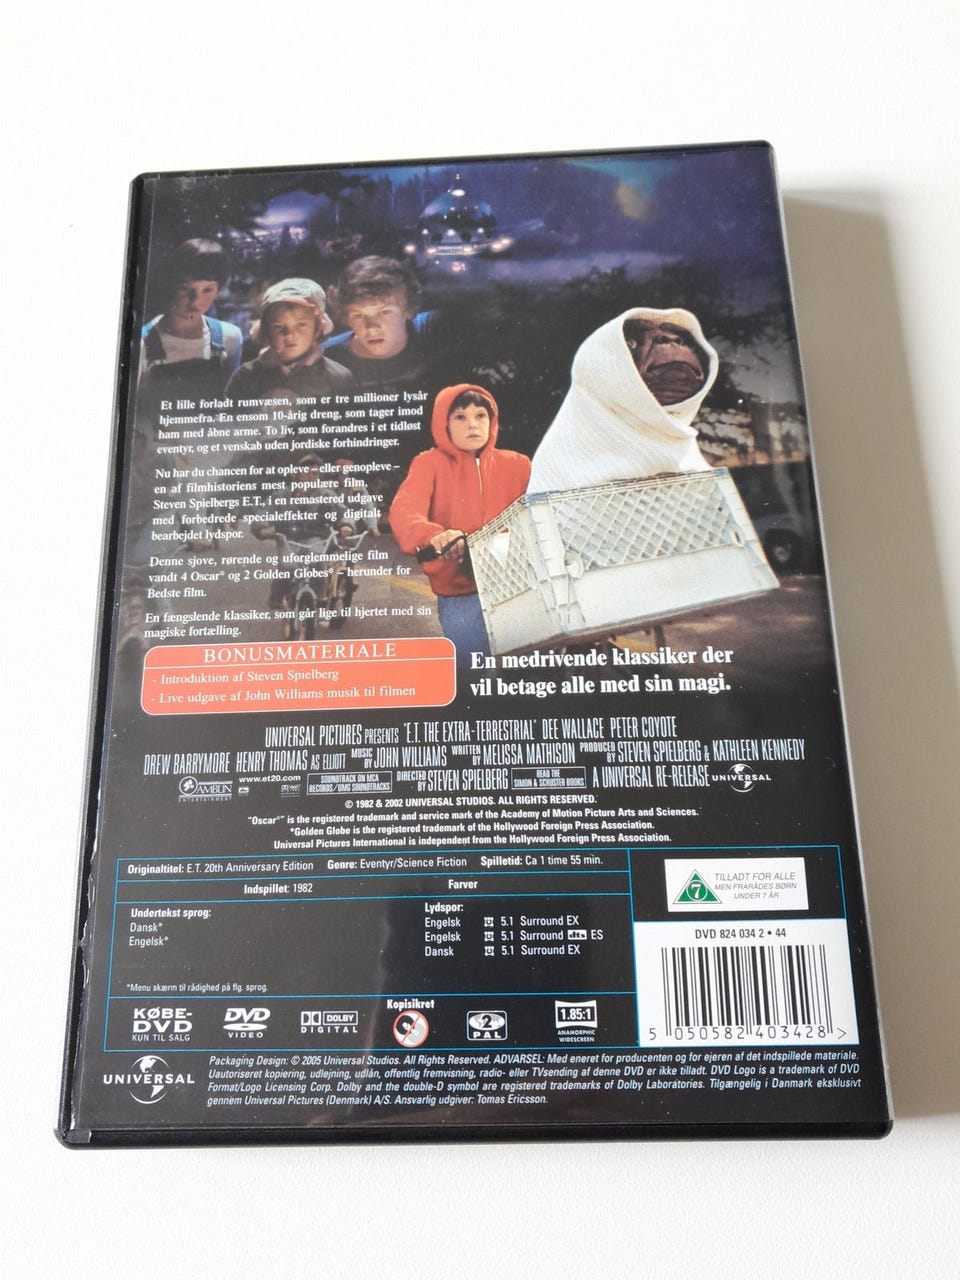 Et lille forladt rumvæsen, som er tre millioner lysår
hjemmefra. En ensom 10-årig dreng, som tager imod
ham med åbne arme. To liv, som forandres i et tidløst
eventyr, og et venskab uden jordiske forhindringer.
Nu har du chancen for at opleve – eller genopleve –
en af filmhistoriens mest populære film,
Steven Spielbergs E.T., i en remastered udgave
med forbedrede specialeffekter og digitalt
bearbejdet lydspor.
Denne sjove, rørende og uforglemmelige film
vandt 4 Oscar® og 2 Golden Globes® – herunder for
Bedste film.
En fængslende klassiker, som går lige til hjertet med sin
magiske fortælling.
BONUSMATERIALE
- Introduktion af Steven Spielberg
- Live udgave af John Williams musik til filmen
En medrivende klassiker der
vil betage alle med sin magi.
UNIVERSAL PICTURES PRESENTS "E.T. THE EXTRA-TERRESTRIAL" DEE WALLACE PETER COYOTE
DREW BARRYMORE HENRY THOMAS AS ELLIOTT MUSIC BY JOHN WILLIAMS WRITTEN BY MELISSA MATHISON PRODUCED BY STEVEN SPIELBERG & KATHLEEN KENNEDY
AMBLIN ENTERTAINMENT www.et20.com SOUNDTRACK ON MCA RECORDS/UMG SOUNDTRACKS DIRECTED BY STEVEN SPIELBERG READ THE SIMON & SCHUSTER BOOKS A UNIVERSAL RE-RELEASE UNIVERSAL
© 1982 & 2002 UNIVERSAL STUDIOS. ALL RIGHTS RESERVED.
"Oscar®" is the registered trademark and service mark of the Academy of Motion Picture Arts and Sciences.
"Golden Globe is the registered trademark of the Hollywood Foreign Press Association.
Universal Pictures International is independent from the Hollywood Foreign Press Association.
Originaltitel: E.T. 20th Anniversary Edition Genre: Eventyr/Science Fiction Spilletid: Ca 1 time 55 min.
Indspillet: 1982 Farver
Undertekst sprog:
Dansk*
Engelsk*
*Menu skærm til rådighed på flg. sprog.
Lydspor:
Engelsk 5.1 Surround EX
Engelsk 5.1 Surround dts ES
Dansk 5.1 Surround EX
7
TILLADT FOR ALLE
MEN FRARÅDES BØRN
UNDER 7 ÅR
DVD 824 034 2 • 44
5 050582 403428 >
KØBE-
DVD
KUN TIL SALG
DVD
VIDEO
DOLBY
DIGITAL
Kopisikret
2
PAL
1.85:1
ANAMORPHIC
WIDESCREEN
UNIVERSAL
Packaging Design: © 2005 Universal Studios. All Rights Reserved. ADVARSEL: Med eneret for producenten og for ejeren af det indspillede materiale.
Uautoriseret kopiering, udlejning, udlån, offentlig fremvisning, radio- eller TVsending af denne DVD er ikke tilladt. DVD Logo is a trademark of DVD
Format/Logo Licensing Corp. Dolby and the double-D symbol are registered trademarks of Dolby Laboratories. Tilgængelig i Danmark eksklusivt
gennem Universal Pictures (Denmark) A/S. Ansvarlig udgiver: Tomas Ericsson.